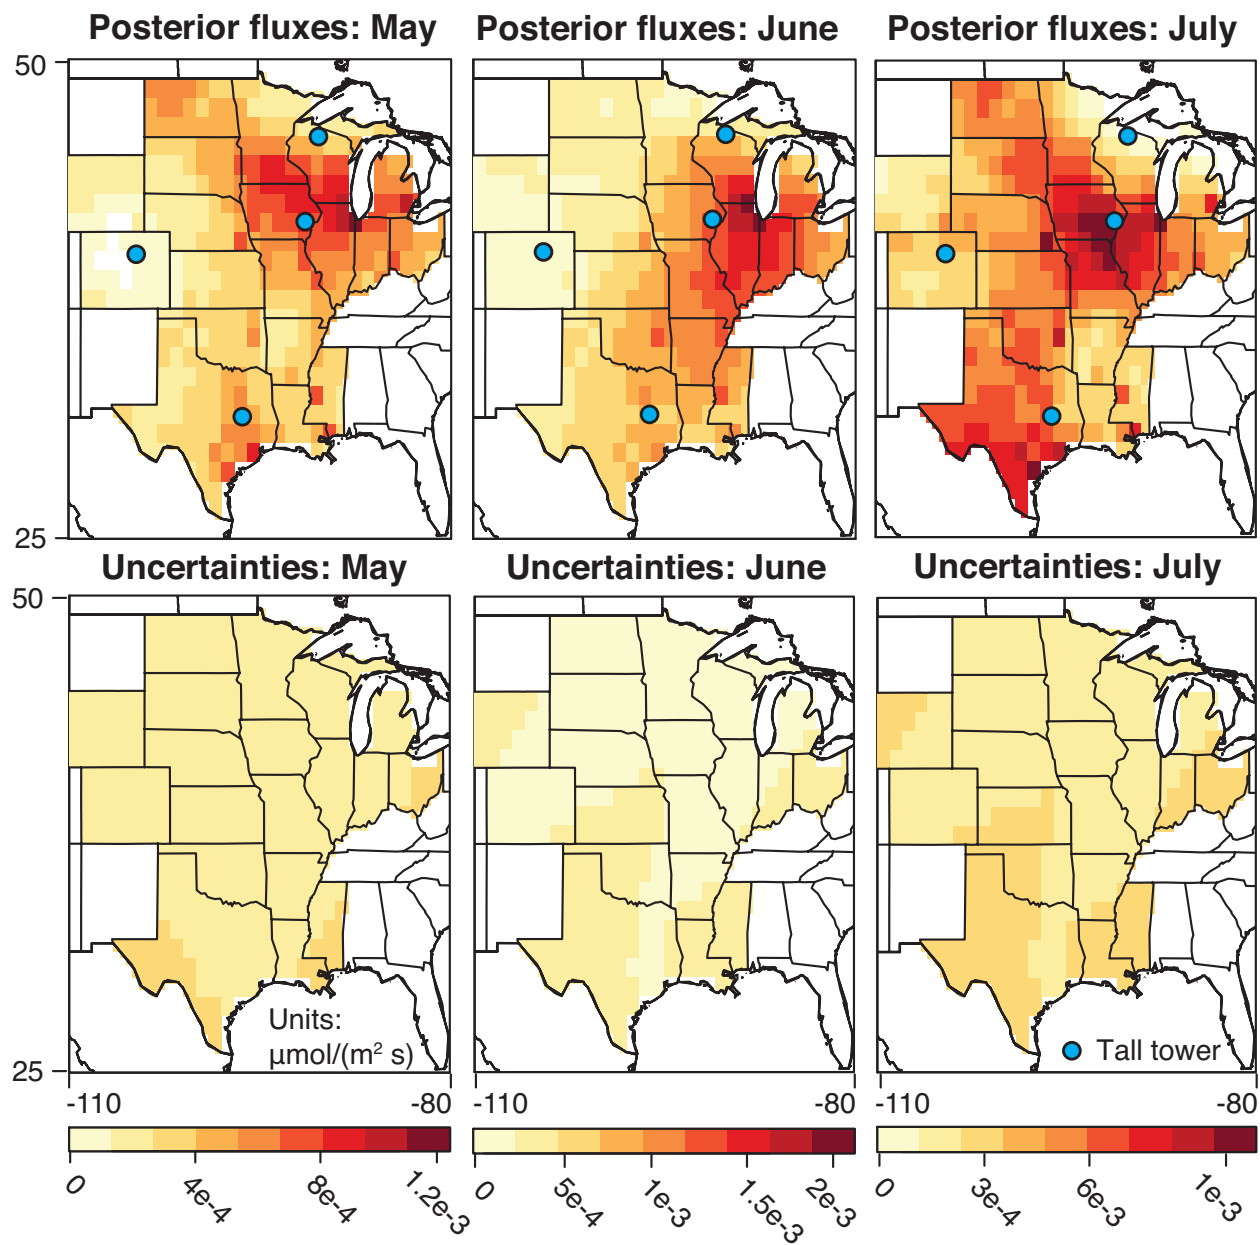 Posterior fluxes: May
Posterior fluxes: June
Posterior fluxes: July
50
25
Uncertainties: May
Uncertainties: June
Uncertainties: July
50
Units:
µmol/(m² s)
Tall tower
25
-110 -80 -110 -80 -110 -80
0 4e-4 8e-4 1.2e-3
0 5e-4 1e-3 1.5e-3 2e-3
0 3e-4 6e-4 1e-3